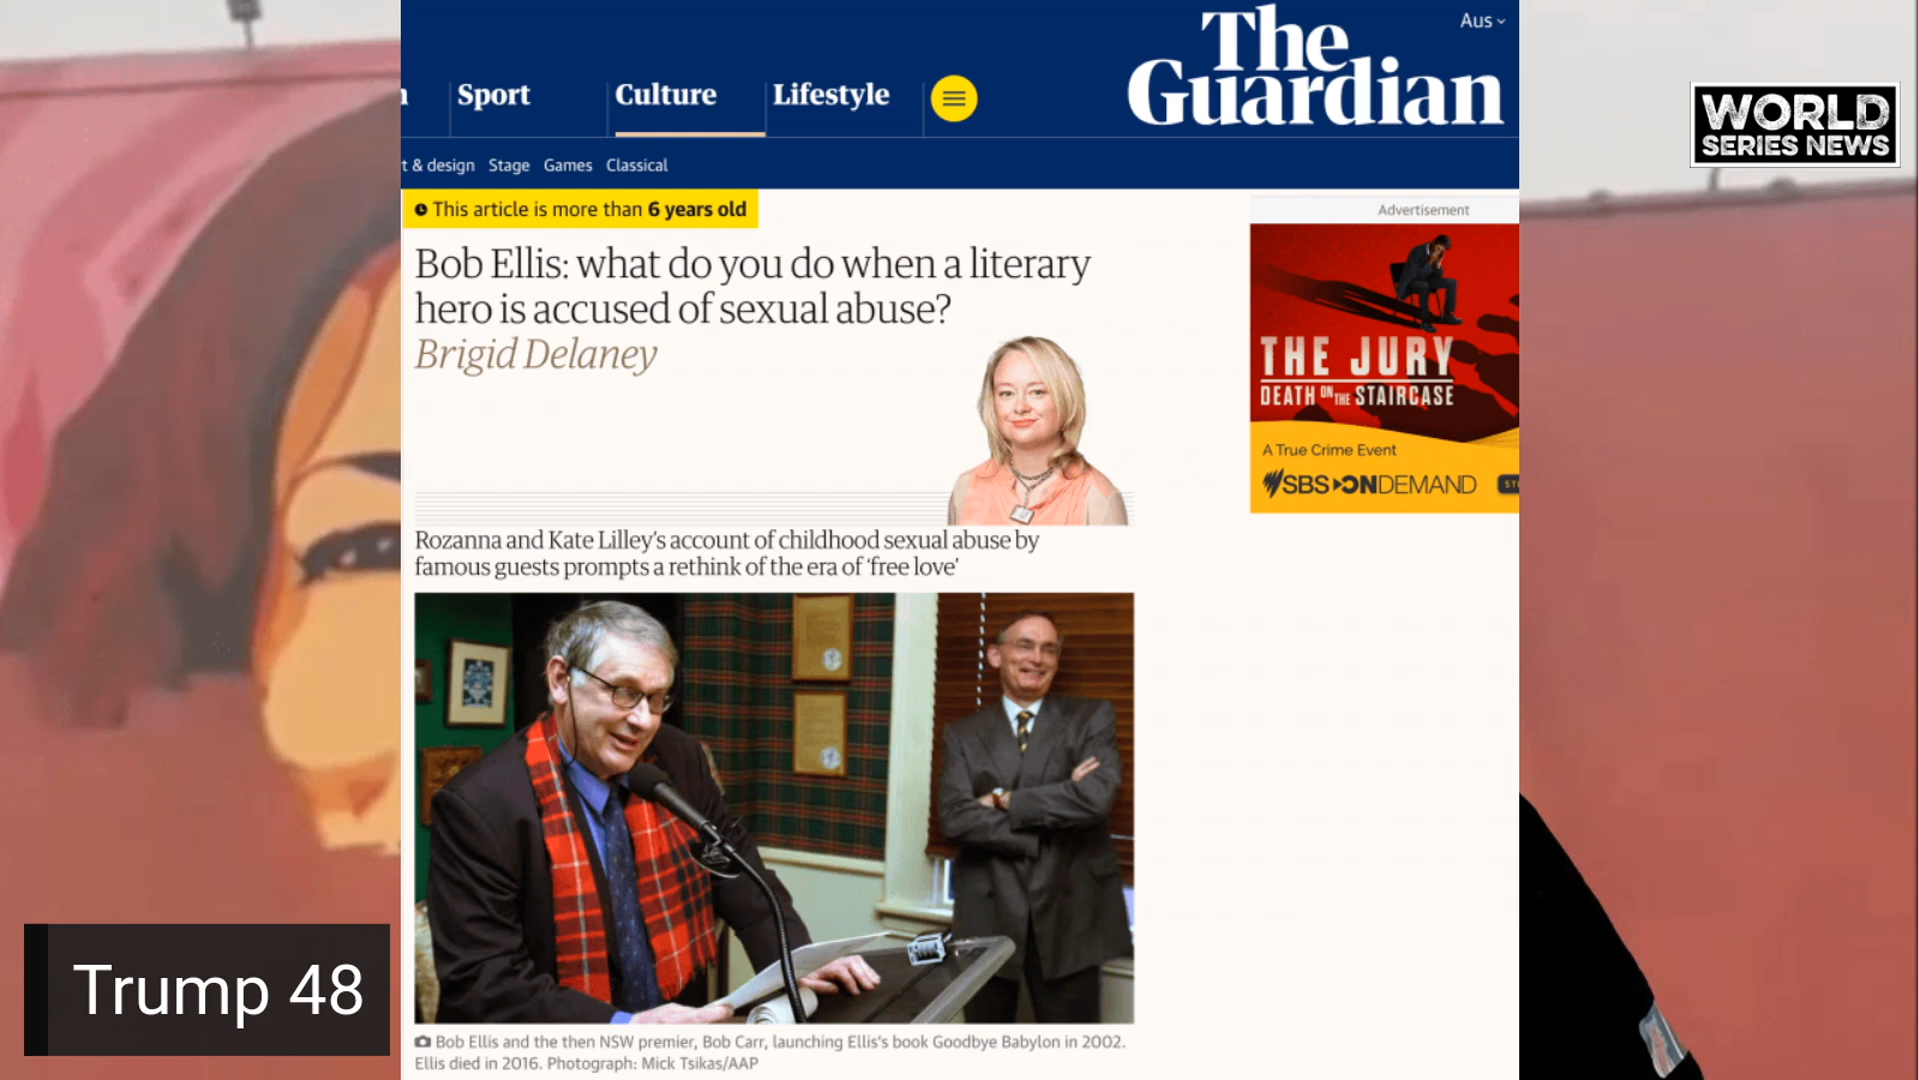 The
Guardian
Aus
Sport
Culture
Lifestyle
t & design Stage Games Classical
WORLD
SERIES NEWS
This article is more than 6 years old
Advertisement
Bob Ellis: what do you do when a literary
hero is accused of sexual abuse?
Brigid Delaney
THE JURY
DEATH ON THE STAIRCASE
A True Crime Event
SBS ON DEMAND
ST
Rozanna and Kate Lilley's account of childhood sexual abuse by
famous guests prompts a rethink of the era of 'free love'
Trump 48
Bob Ellis and the then NSW premier, Bob Carr, launching Ellis's book Goodbye Babylon in 2002.
Ellis died in 2016. Photograph: Mick Tsikas/AAP